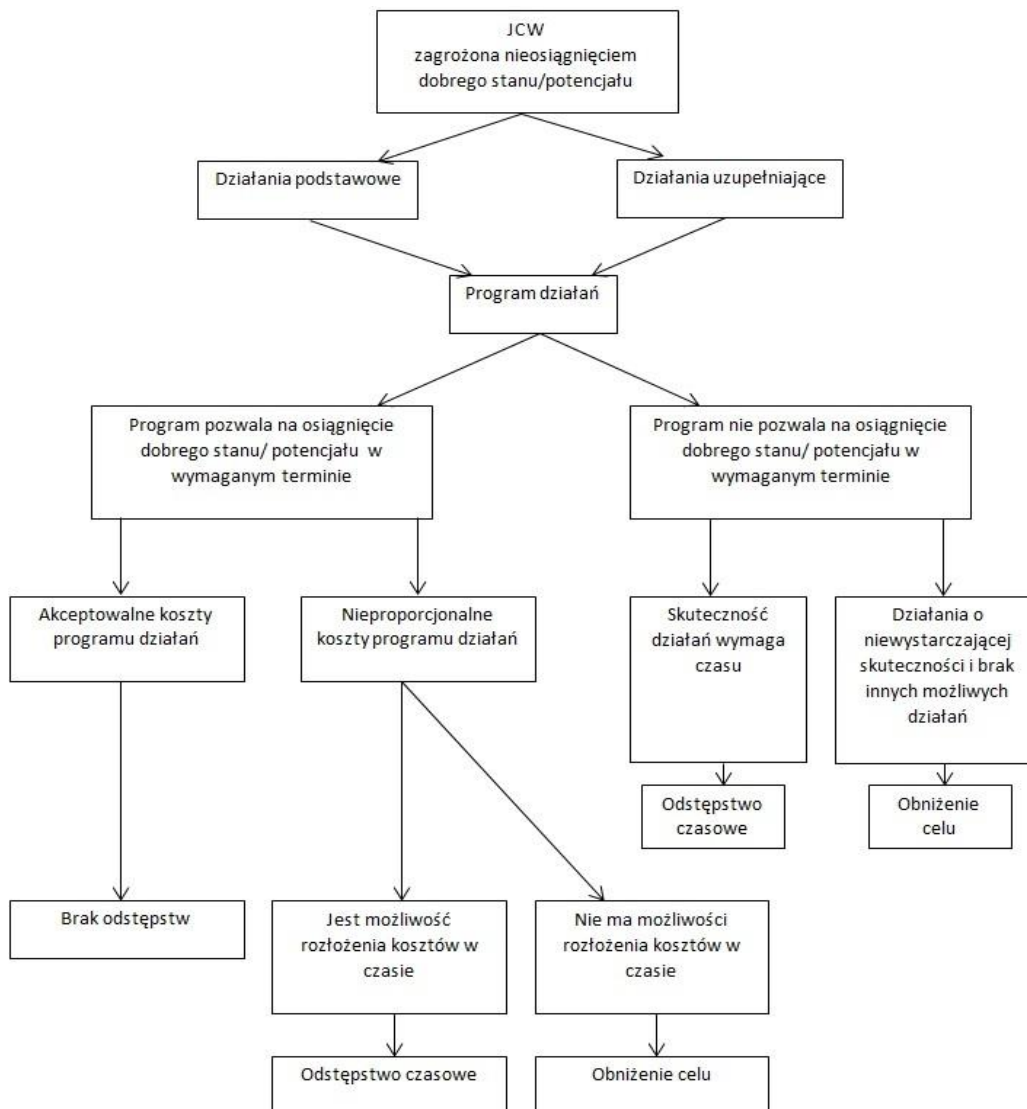 JCW
zagrożona nieosiągnięciem
dobrego stanu/potencjału
Działania podstawowe
Działania uzupełniające
Program działań
Program pozwala na osiągnięcie
dobrego stanu/ potencjału w
wymaganym terminie
Program nie pozwala na osiągnięcie
dobrego stanu/ potencjału w
wymaganym terminie
Akceptowalne koszty
programu działań
Nieproporcjonalne
koszty programu działań
Skuteczność
działań wymaga
czasu
Działania o
niewystarczającej
skuteczności i brak
innych możliwych
działań
Odstępstwo
czasowe
Obniżenie
celu
Brak odstępstw
Jest możliwość
rozłożenia kosztów w
czasie
Nie ma możliwości
rozłożenia kosztów w
czasie
Odstępstwo czasowe
Obniżenie celu